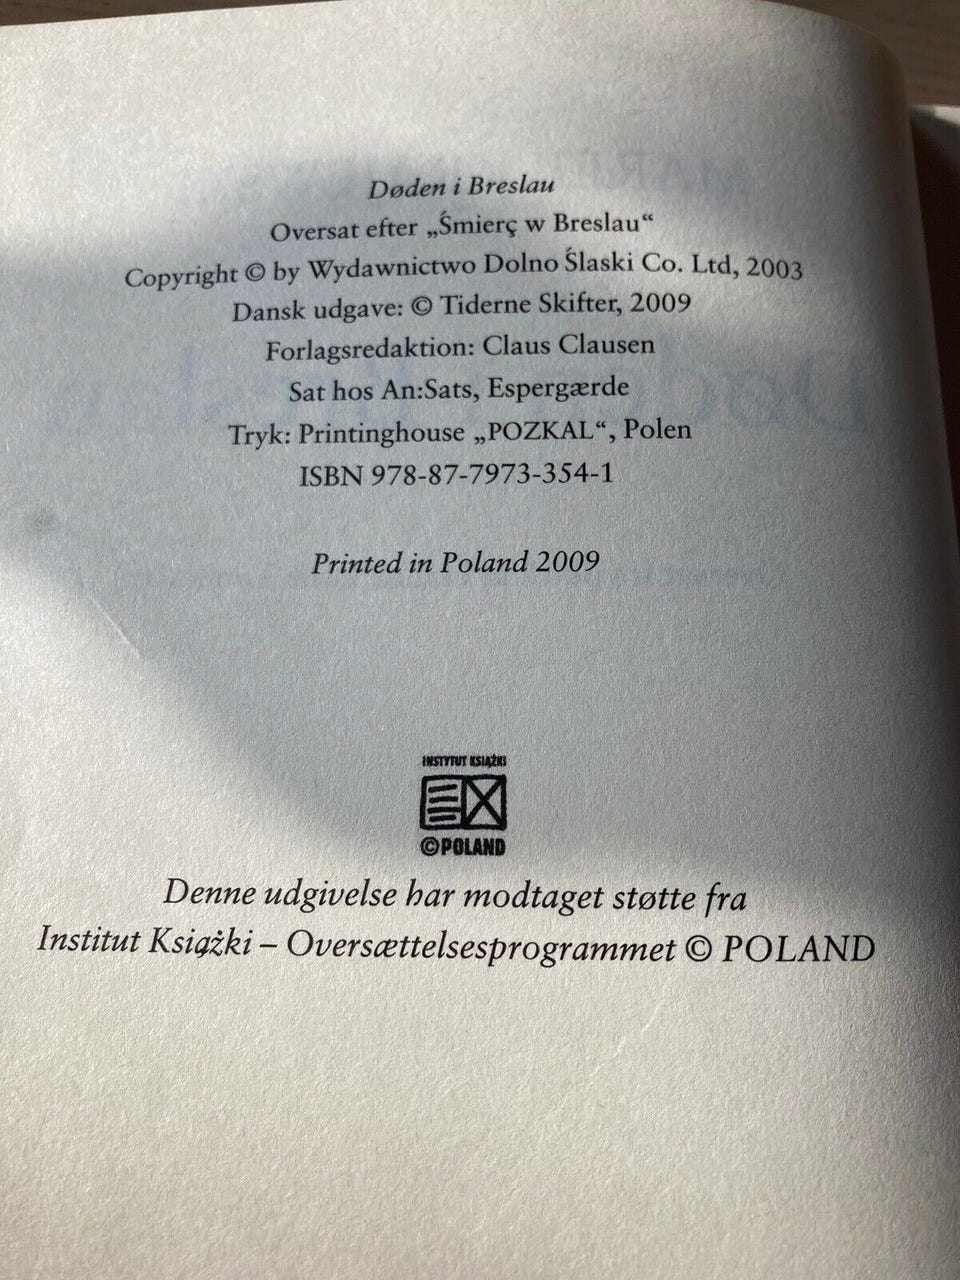 Døden i Breslau
Oversat efter „Śmierç w Breslau“
Copyright © by Wydawnictwo Dolno Ślaski Co. Ltd, 2003
Dansk udgave: © Tiderne Skifter, 2009
Forlagsredaktion: Claus Clausen
Sat hos An:Sats, Espergærde
Tryk: Printinghouse „POZKAL“, Polen
ISBN 978-87-7973-354-1
Printed in Poland 2009
INSTYTUT KSIĄŻKI
©POLAND
Denne udgivelse har modtaget støtte fra
Institut Książki – Oversættelsesprogrammet © POLAND